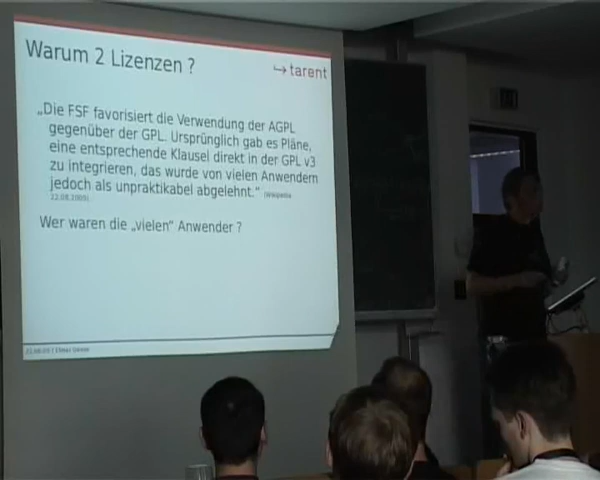 Warum 2 Lizenzen ?
tarent
„Die FSF favorisiert die Verwendung der AGPL
gegenüber der GPL. Ursprünglich gab es Pläne,
eine entsprechende Klausel direkt in der GPL v3
zu integrieren, das wurde von vielen Anwendern
jedoch als unpraktikabel abgelehnt.“ (Wikipedia
22.08.2009)
Wer waren die „vielen“ Anwender ?